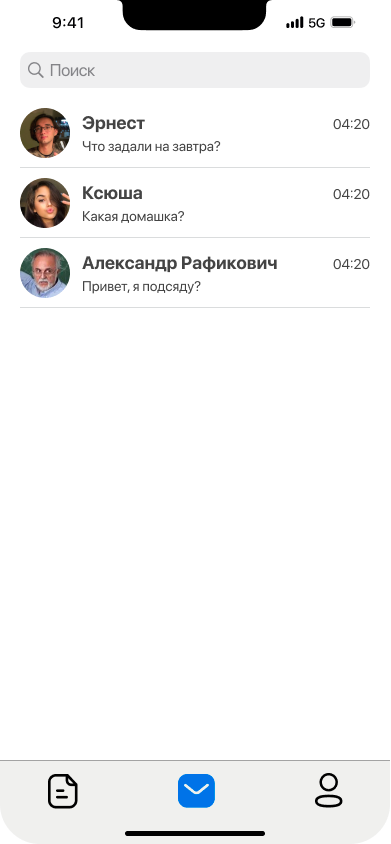 9:41
5G
Поиск
Эрнест 04:20
Что задали на завтра?
Ксюша 04:20
Какая домашка?
Александр Рафикович 04:20
Привет, я подсяду?